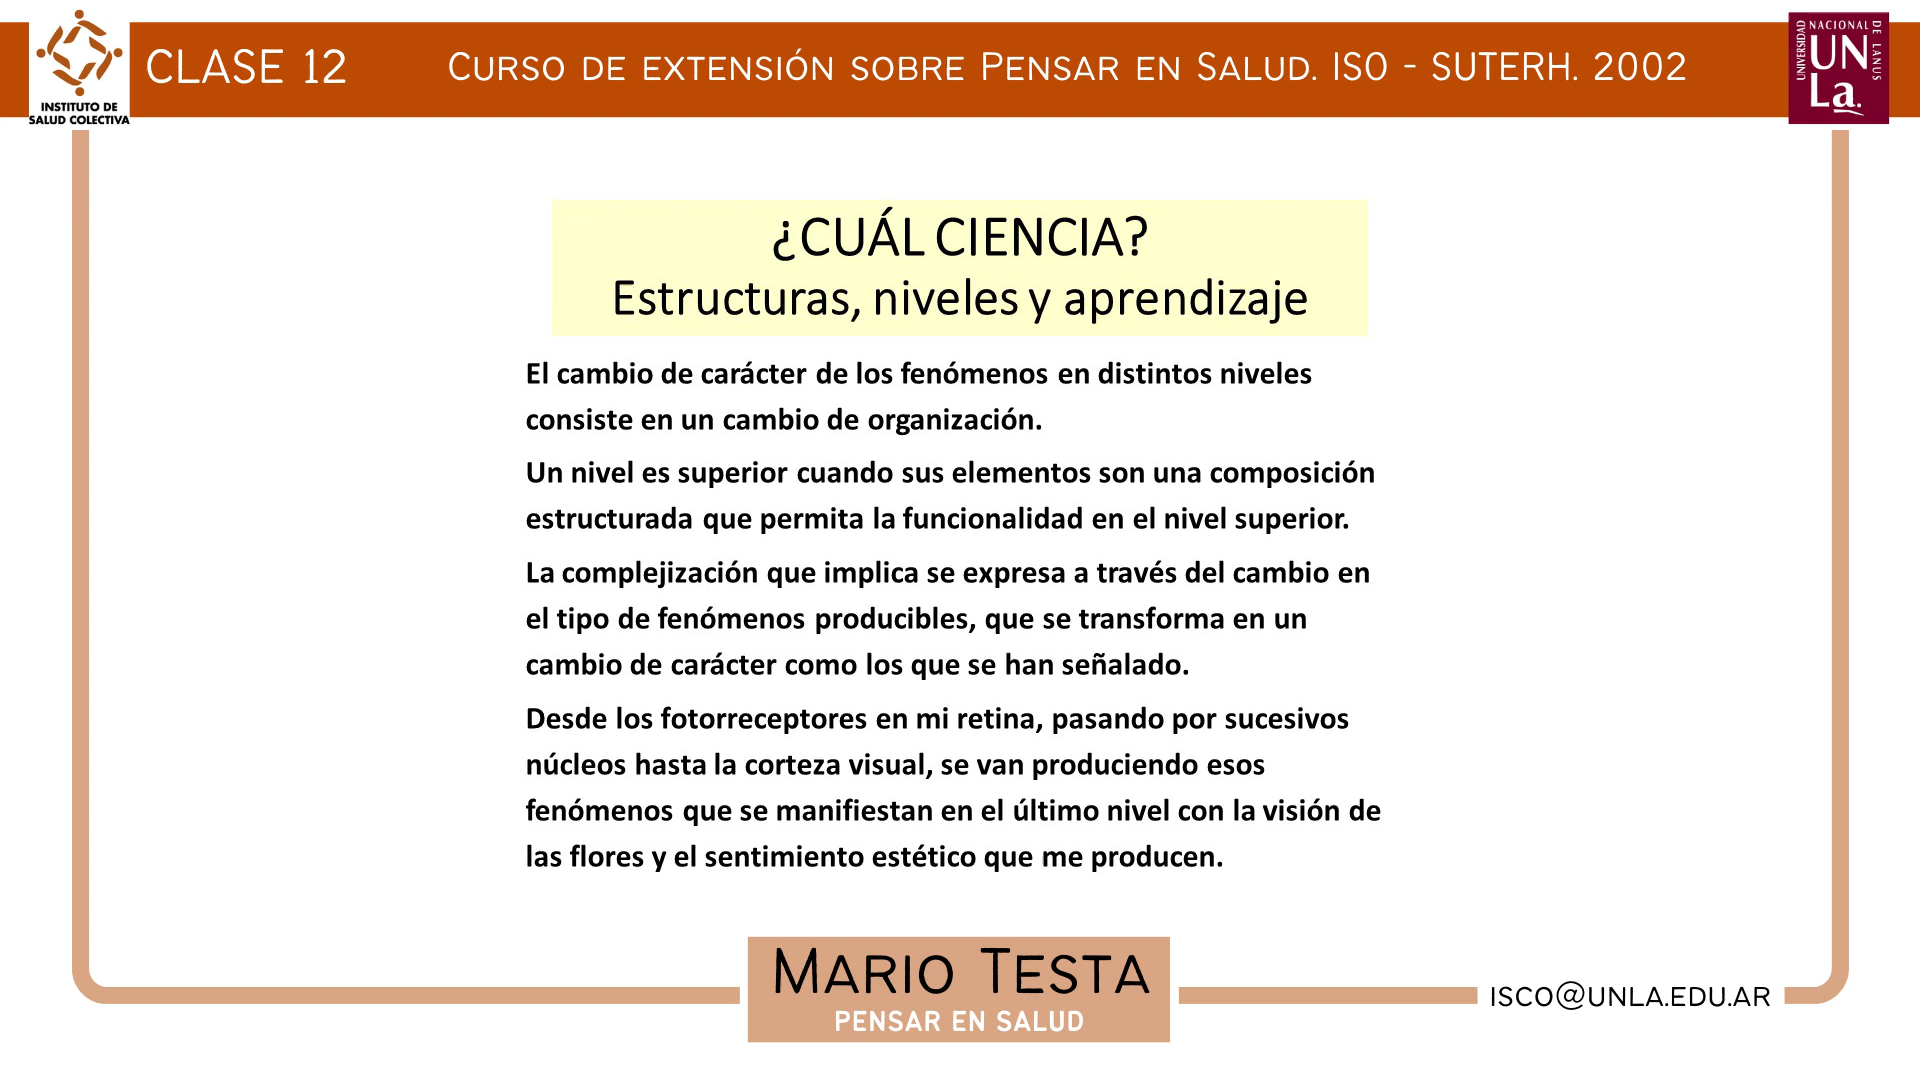 CLASE 12
CURSO DE EXTENSIÓN SOBRE PENSAR EN SALUD. ISO - SUTERH. 2002
INSTITUTO DE
SALUD COLECTIVA
UNIVERSIDAD NACIONAL DE LANUS
UN
La.
¿CUÁL CIENCIA?
Estructuras, niveles y aprendizaje
El cambio de carácter de los fenómenos en distintos niveles
consiste en un cambio de organización.
Un nivel es superior cuando sus elementos son una composición
estructurada que permita la funcionalidad en el nivel superior.
La complejización que implica se expresa a través del cambio en
el tipo de fenómenos producibles, que se transforma en un
cambio de carácter como los que se han señalado.
Desde los fotorreceptores en mi retina, pasando por sucesivos
núcleos hasta la corteza visual, se van produciendo esos
fenómenos que se manifiestan en el último nivel con la visión de
las flores y el sentimiento estético que me producen.
MARIO TESTA
PENSAR EN SALUD
ISCO@UNLA.EDU.AR